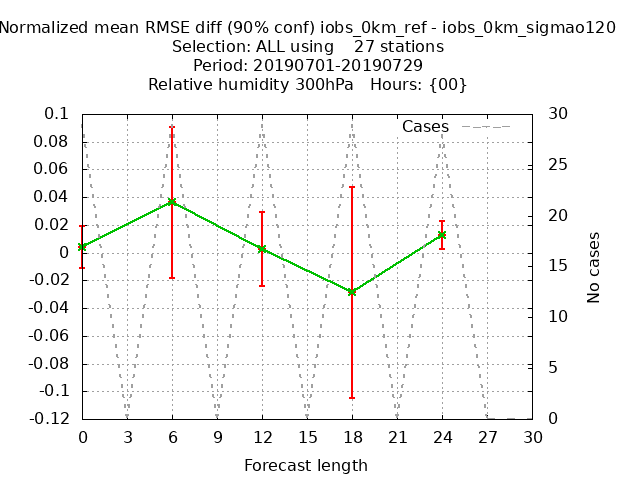 Normalized mean RMSE diff (90% conf) iobs_0km_ref - iobs_0km_sigmao120
Selection: ALL using    27 stations
Period: 20190701-20190729
Relative humidity 300hPa   Hours: {00}
Cases
0.1
0.08
0.06
0.04
0.02
0
-0.02
-0.04
-0.06
-0.08
-0.1
-0.12
30
25
20
15
10
5
0
No cases
0 3 6 9 12 15 18 21 24 27 30
Forecast length